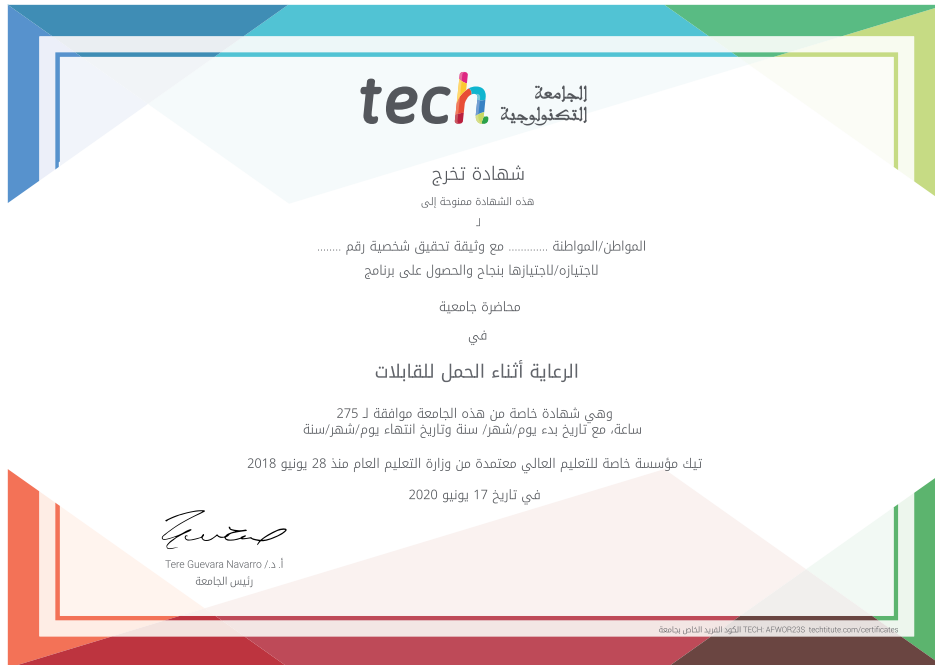 tech
الجامعة
التكنولوجية
شهادة تخرج
هذه الشهادة ممنوحة إلى
لـ
المواطن/المواطنة ............ مع وثيقة تحقيق شخصية رقم ........
لاجتيازه/لاجتيازها بنجاح والحصول على برنامج
محاضرة جامعية
في
الرعاية أثناء الحمل للقابلات
وهي شهادة خاصة من هذه الجامعة موافقة لـ 275
ساعة، مع تاريخ بدء يوم/شهر/ سنة وتاريخ انتهاء يوم/شهر/سنة
تيك مؤسسة خاصة للتعليم العالي معتمدة من وزارة التعليم العام منذ 28 يونيو 2018
في تاريخ 17 يونيو 2020
أ. د./ Tere Guevara Navarro
رئيس الجامعة
الكود الفريد الخاص بجامعة TECH: AFWOR23S techtitute.com/certificates